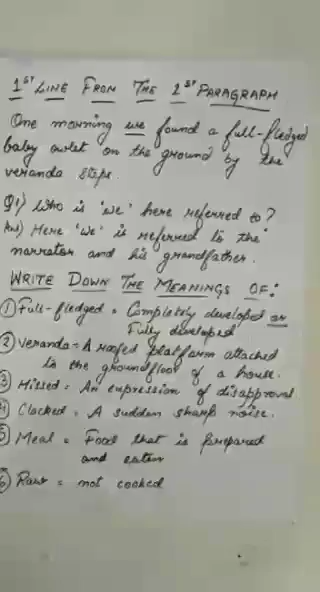 1ST LINE FROM THE 1ST PARAGRAPH
One morning we found a full-fledged
baby owlet on the ground by the
veranda steps.
Q1) Who is 'we' here referred to?
Ans) Here 'we' is referred to the
narrator and his grandfather.
WRITE DOWN THE MEANINGS OF:
① Full-fledged = Completely developed or
Fully developed
② Veranda = A roofed platform attached
to the ground floor of a house.
③ Hissed = An expression of disapproval
④ Clacked = A sudden sharp noise.
⑤ Meal = Food that is prepared
and eaten
⑥ Raw = not cooked